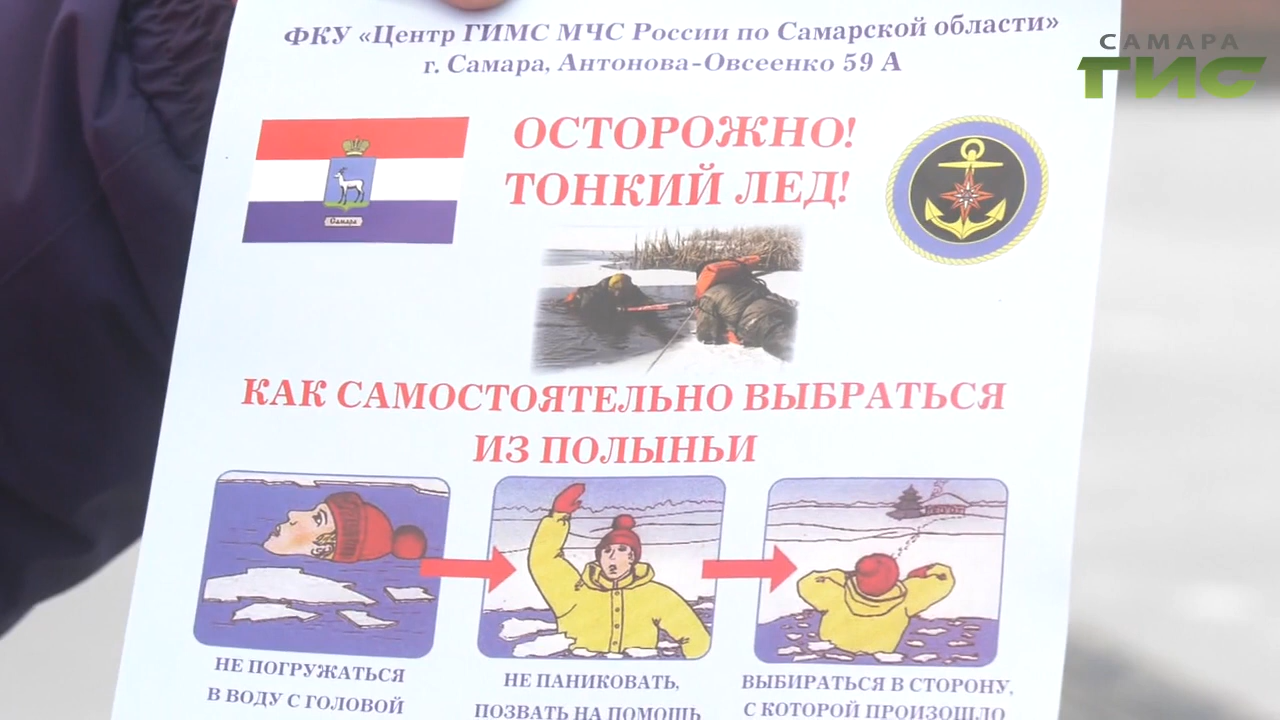 ФКУ «Центр ГИМС МЧС России по Самарской области»
г. Самара, Антонова-Овсеенко 59 А
САМАРА
ГИС
ОСТОРОЖНО!
ТОНКИЙ ЛЕД!
Самара
КАК САМОСТОЯТЕЛЬНО ВЫБРАТЬСЯ
ИЗ ПОЛЫНЬИ
НЕ ПОГРУЖАТЬСЯ
В ВОДУ С ГОЛОВОЙ
НЕ ПАНИКОВАТЬ,
ПОЗВАТЬ НА ПОМОЩЬ
ВЫБИРАТЬСЯ В СТОРОНУ,
С КОТОРОЙ ПРОИЗОШЛО